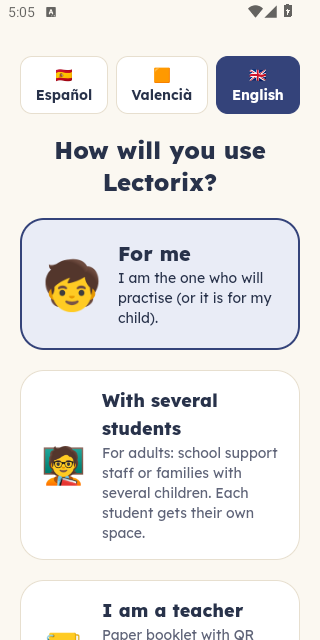 5:05
A
Español
Valencià
English
How will you use
Lectorix?
For me
I am the one who will
practise (or it is for my
child).
With several
students
For adults: school support
staff or families with
several children. Each
student gets their own
space.
I am a teacher
Paper booklet with QR